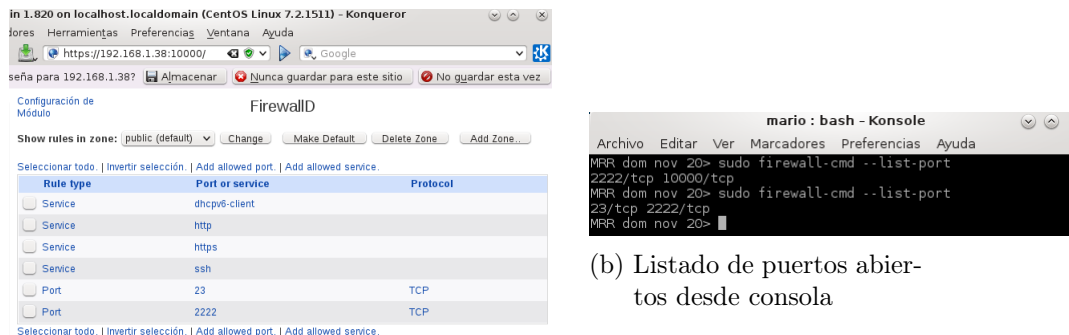 in 1.820 on localhost.localdomain (CentOS Linux 7.2.1511) – Konqueror
dores Herramientas Preferencias Ventana Ayuda
https://192.168.1.38:10000/ Google
seña para 192.168.1.38? Almacenar Nunca guardar para este sitio No guardar esta vez
Configuración de
Módulo
FirewallD
Show rules in zone: public (default) Change Make Default Delete Zone Add Zone..
Seleccionar todo. | Invertir selección. | Add allowed port. | Add allowed service.
Rule type Port or service Protocol
Service dhcpv6-client
Service http
Service https
Service ssh
Port 23 TCP
Port 2222 TCP
Seleccionar todo. | Invertir selección. | Add allowed port. | Add allowed service.
mario : bash – Konsole
Archivo Editar Ver Marcadores Preferencias Ayuda
MRR dom nov 20> sudo firewall-cmd --list-port
2222/tcp 10000/tcp
MRR dom nov 20> sudo firewall-cmd --list-port
23/tcp 2222/tcp
MRR dom nov 20>
(b) Listado de puertos abier-
tos desde consola